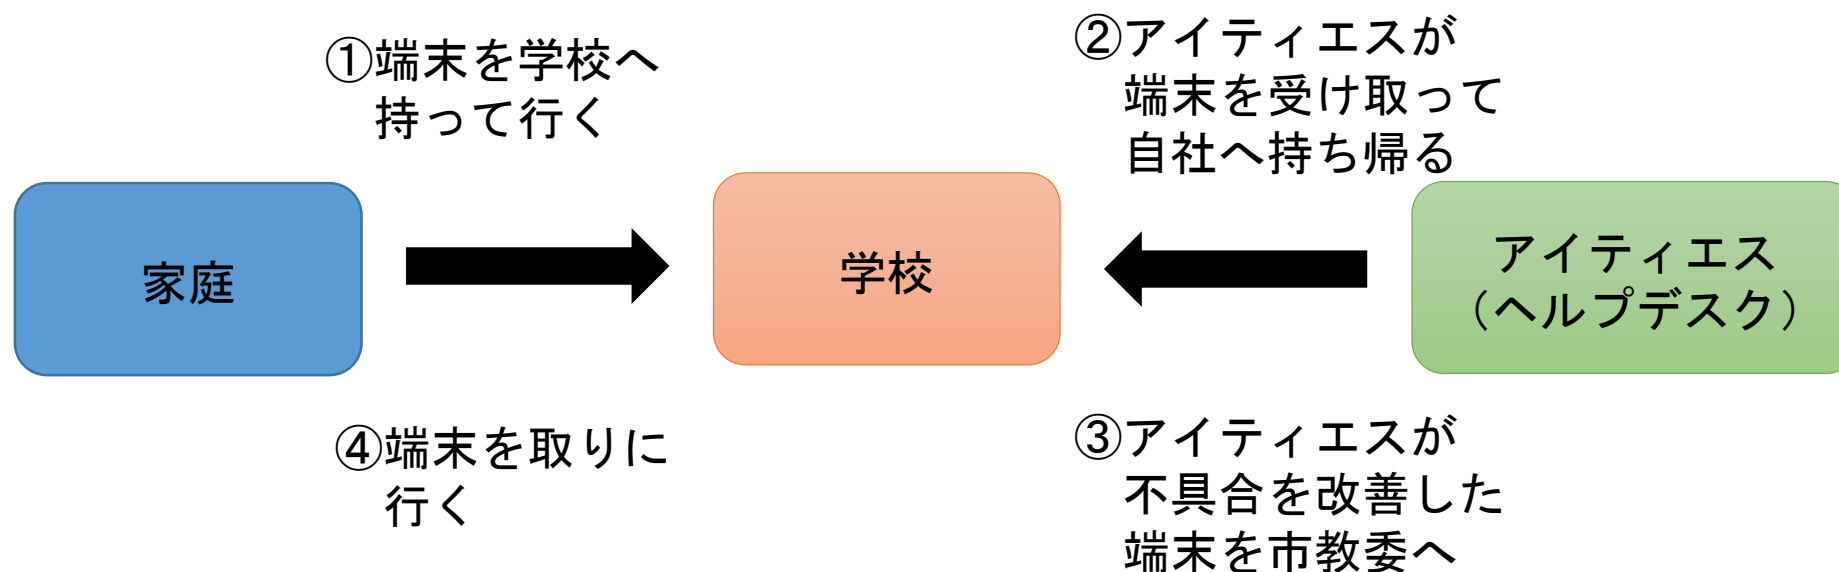 ①端末を学校へ
持って行く
②アイティエスが
端末を受け取って
自社へ持ち帰る
家庭
学校
アイティエス
（ヘルプデスク）
④端末を取りに
行く
③アイティエスが
不具合を改善した
端末を市教委へ